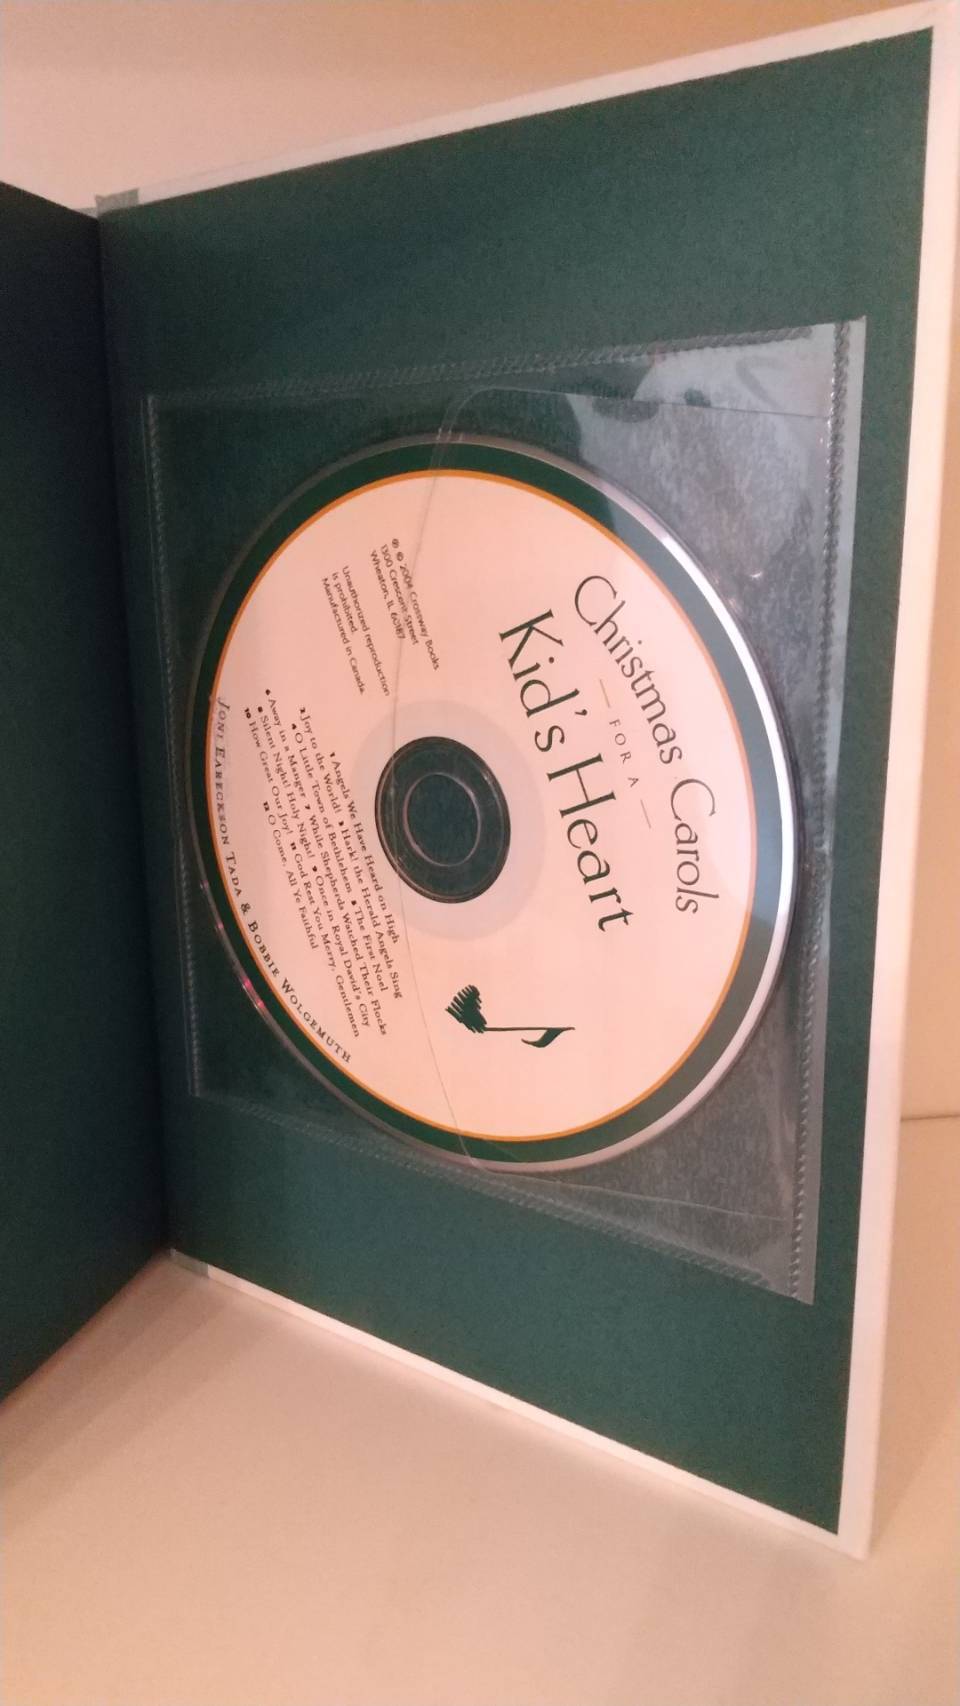 Christmas Carols
— FOR A —
Kid's Heart
℗ © 2004 Crossway Books
1300 Crescent Street
Wheaton, IL 60187
Unauthorized reproduction
is prohibited.
Manufactured in Canada.
1 Angels We Have Heard on High
2 Joy to the World! 3 Hark! the Herald Angels Sing
4 O Little Town of Bethlehem 5 The First Noel
6 Away in a Manger 7 While Shepherds Watched Their Flocks
8 Silent Night! Holy Night! 9 Once in Royal David's City
10 How Great Our Joy! 11 God Rest You Merry, Gentlemen
12 O Come, All Ye Faithful
JONI EARECKSON TADA & BOBBIE WOLGEMUTH